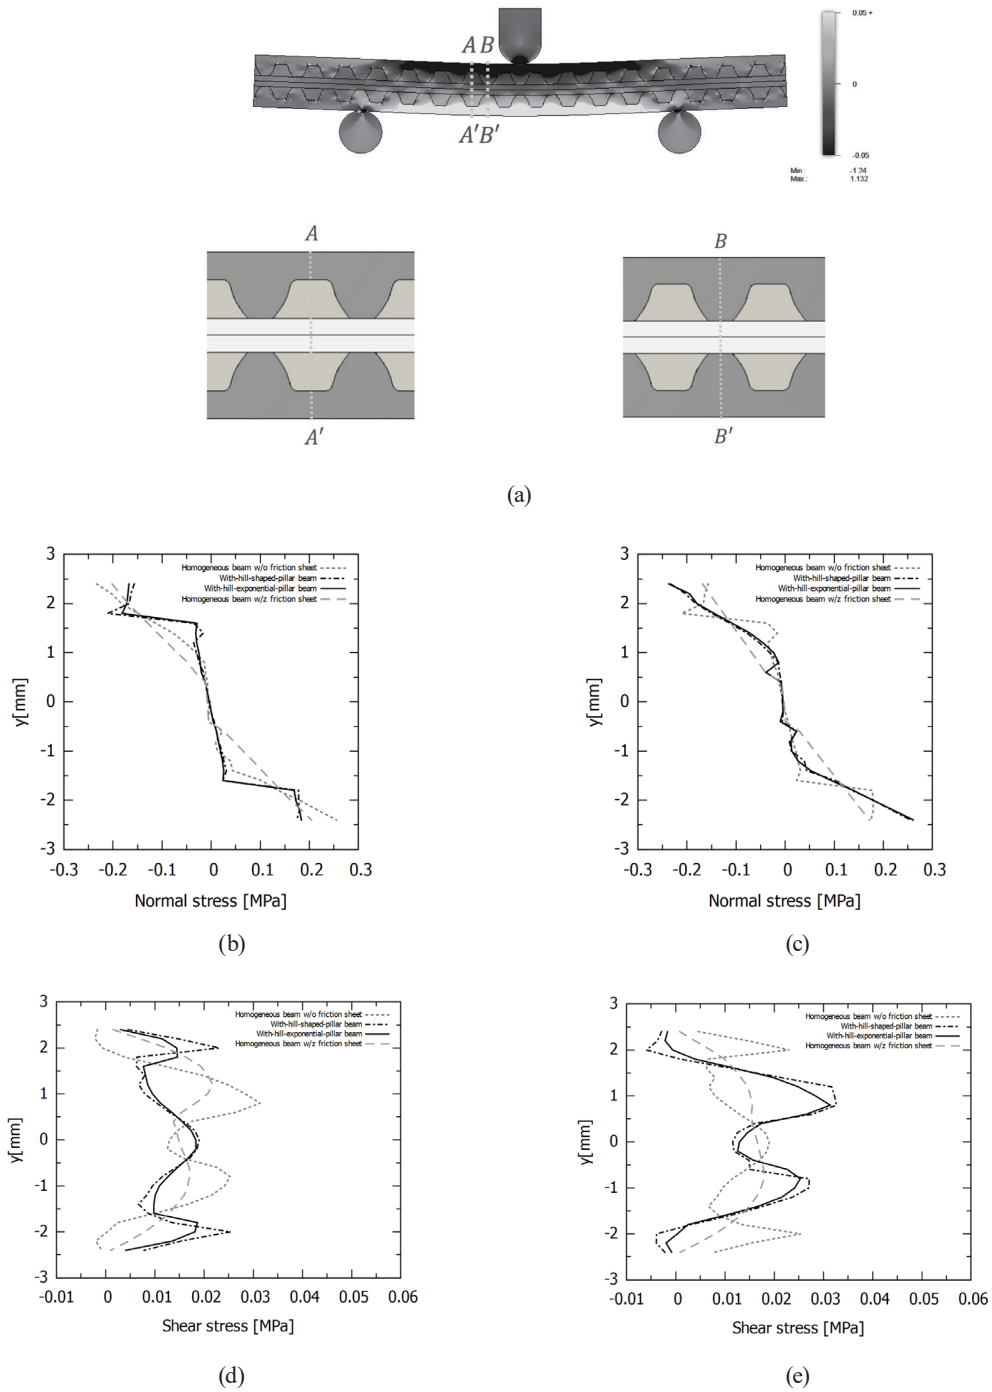 A B
A′ B′
0.05 +
0
-0.05
Min : -1.24
Max : 1.132
A
A′
B
B′
(a)
3
2
1
0
-1
-2
-3
y[mm]
Homogeneous beam w/o friction sheet
With-hill-shaped-pillar beam
With-hill-exponential-pillar beam
Homogeneous beam w/z friction sheet
-0.3 -0.2 -0.1 0 0.1 0.2 0.3
Normal stress [MPa]
(b)
3
2
1
0
-1
-2
-3
y[mm]
Homogeneous beam w/o friction sheet
With-hill-shaped-pillar beam
With-hill-exponential-pillar beam
Homogeneous beam w/z friction sheet
-0.3 -0.2 -0.1 0 0.1 0.2 0.3
Normal stress [MPa]
(c)
3
2
1
0
-1
-2
-3
y[mm]
Homogeneous beam w/o friction sheet
With-hill-shaped-pillar beam
With-hill-exponential-pillar beam
Homogeneous beam w/z friction sheet
-0.01 0 0.01 0.02 0.03 0.04 0.05 0.06
Shear stress [MPa]
(d)
3
2
1
0
-1
-2
-3
y[mm]
Homogeneous beam w/o friction sheet
With-hill-shaped-pillar beam
With-hill-exponential-pillar beam
Homogeneous beam w/z friction sheet
-0.01 0 0.01 0.02 0.03 0.04 0.05 0.06
Shear stress [MPa]
(e)